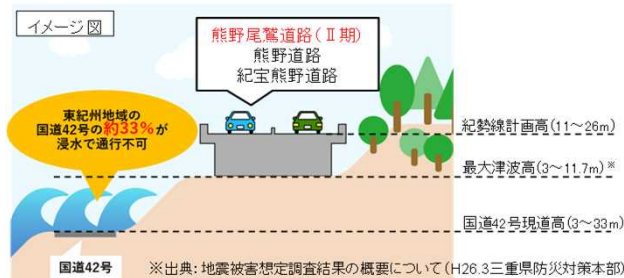 イメージ図
熊野尾鷲道路(Ⅱ期)
熊野道路
紀宝熊野道路
東紀州地域の
国道42号の約33%が
浸水で通行不可
紀勢線計画高(11～26m)
最大津波高(3～11.7m)※
国道42号現道高(3～33m)
国道42号
※出典:地震被害想定調査結果の概要について(H26.3三重県防災対策本部)